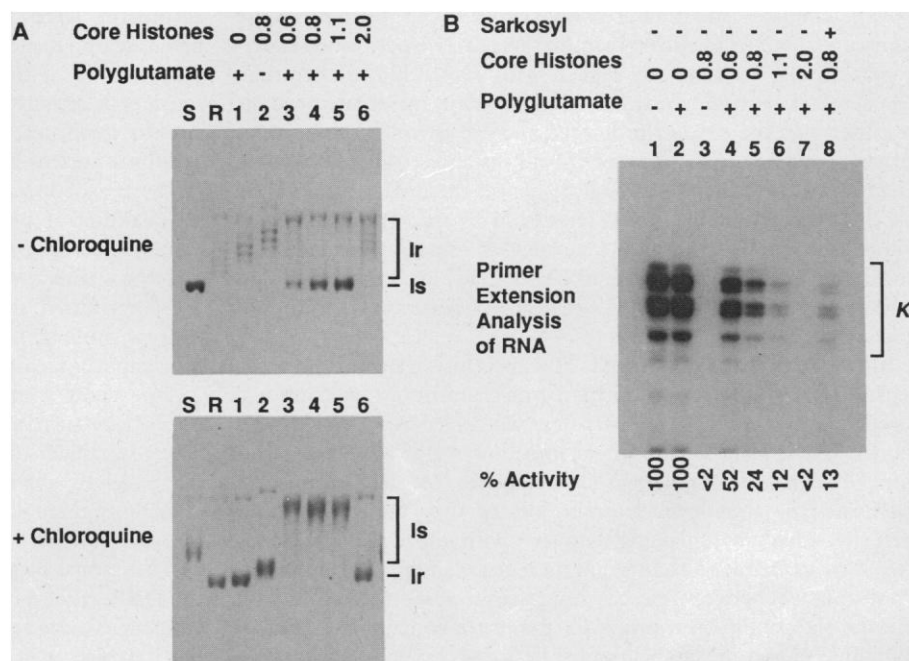 A
Core Histones 0 0.8 0.6 0.8 1.1 2.0
Polyglutamate + - + + + +
S R 1 2 3 4 5 6
- Chloroquine
Ir
Is
S R 1 2 3 4 5 6
+ Chloroquine
Is
Ir
B
Sarkosyl - - - - - - - +
Core Histones 0 0 0.8 0.6 0.8 1.1 2.0 0.8
Polyglutamate - + - + + + + +
1 2 3 4 5 6 7 8
Primer
Extension
Analysis
of RNA
K
% Activity 100 100 <2 52 24 12 <2 13